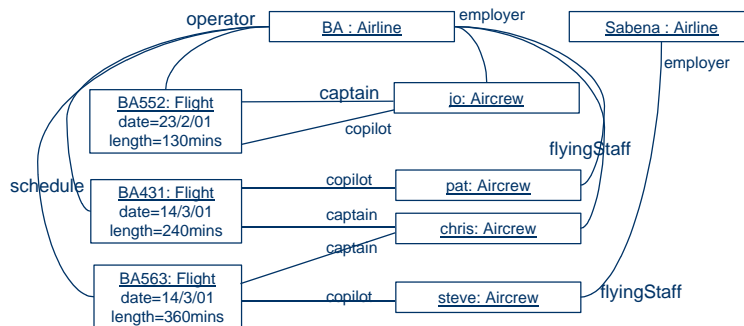 operator
BA : Airline
employer
Sabena : Airline
employer
BA552: Flight
date=23/2/01
length=130mins
captain
jo: Aircrew
copilot
flyingStaff
schedule
BA431: Flight
date=14/3/01
length=240mins
copilot
pat: Aircrew
captain
chris: Aircrew
captain
BA563: Flight
date=14/3/01
length=360mins
copilot
steve: Aircrew
flyingStaff